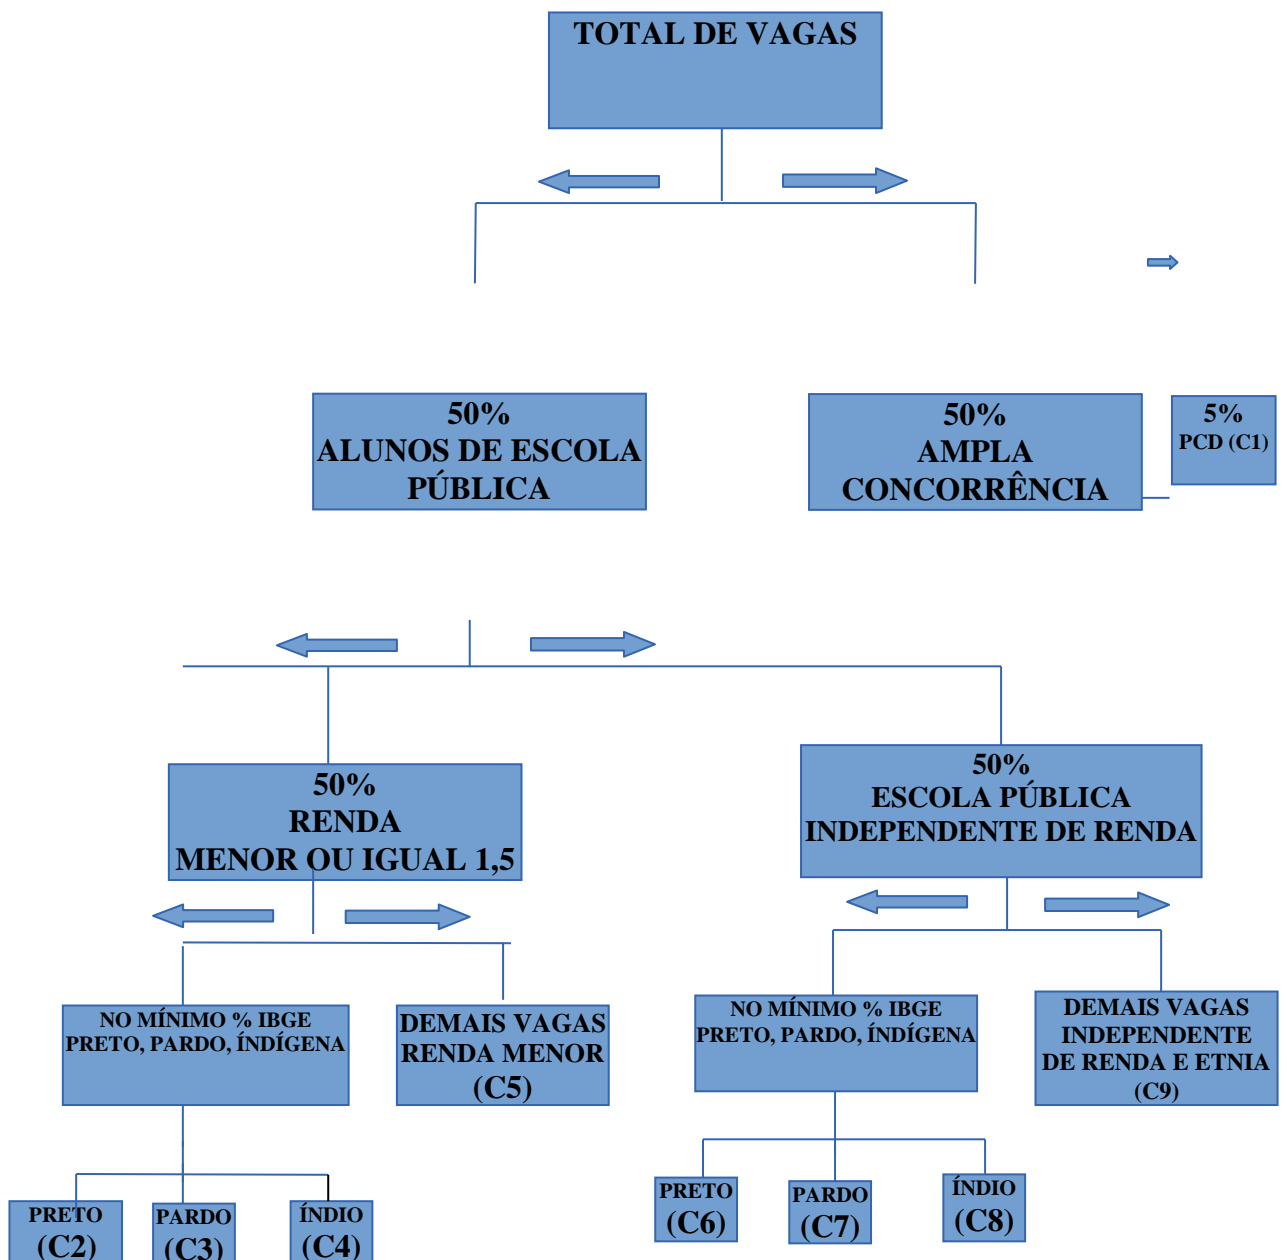 TOTAL DE VAGAS
50%
ALUNOS DE ESCOLA
PÚBLICA
50%
AMPLA
CONCORRÊNCIA
5%
PCD (C1)
50%
RENDA
MENOR OU IGUAL 1,5
50%
ESCOLA PÚBLICA
INDEPENDENTE DE RENDA
NO MÍNIMO % IBGE
PRETO, PARDO, ÍNDÍGENA
DEMAIS VAGAS
RENDA MENOR
(C5)
NO MÍNIMO % IBGE
PRETO, PARDO, ÍNDÍGENA
DEMAIS VAGAS
INDEPENDENTE
DE RENDA E ETNIA
(C9)
PRETO
(C2)
PARDO
(C3)
ÍNDIO
(C4)
PRETO
(C6)
PARDO
(C7)
ÍNDIO
(C8)